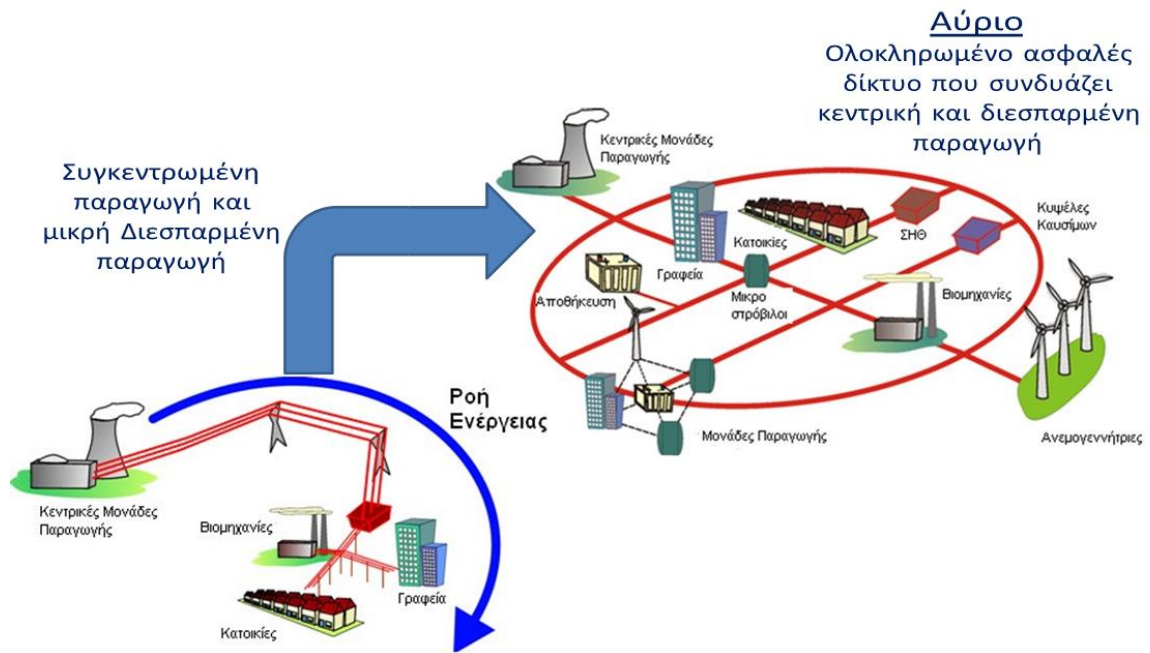 Αύριο
Ολοκληρωμένο ασφαλές
δίκτυο που συνδυάζει
κεντρική και διεσπαρμένη
παραγωγή
Συγκεντρωμένη
παραγωγή και
μικρή Διεσπαρμένη
παραγωγή
Κεντρικές Μονάδες
Παραγωγής
Κυψέλες
Καυσίμων
ΣΗΘ
Κατοικίες
Γραφεία
Αποθήκευση
Μικρο
στρόβιλοι
Βιομηχανίες
Μονάδες Παραγωγής
Ανεμογεννήτριες
Ροή
Ενέργειας
Κεντρικές Μονάδες
Παραγωγής
Βιομηχανίες
Γραφεία
Κατοικίες